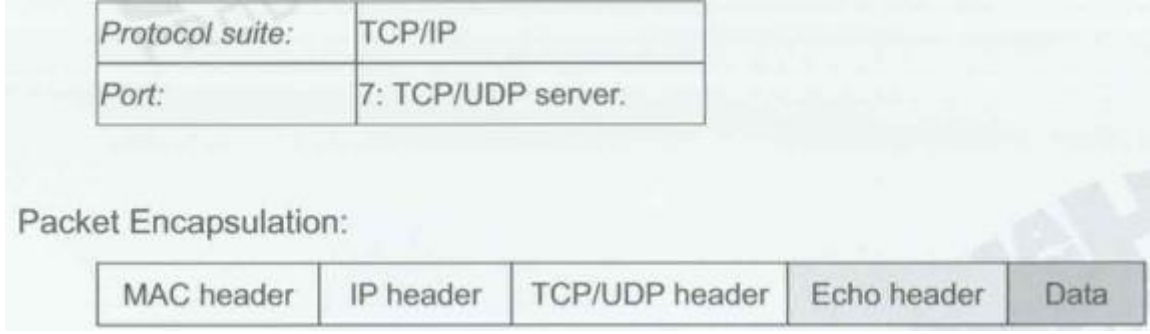 Protocol suite: TCP/IP
Port: 7: TCP/UDP server.
Packet Encapsulation:
MAC header IP header TCP/UDP header Echo header Data